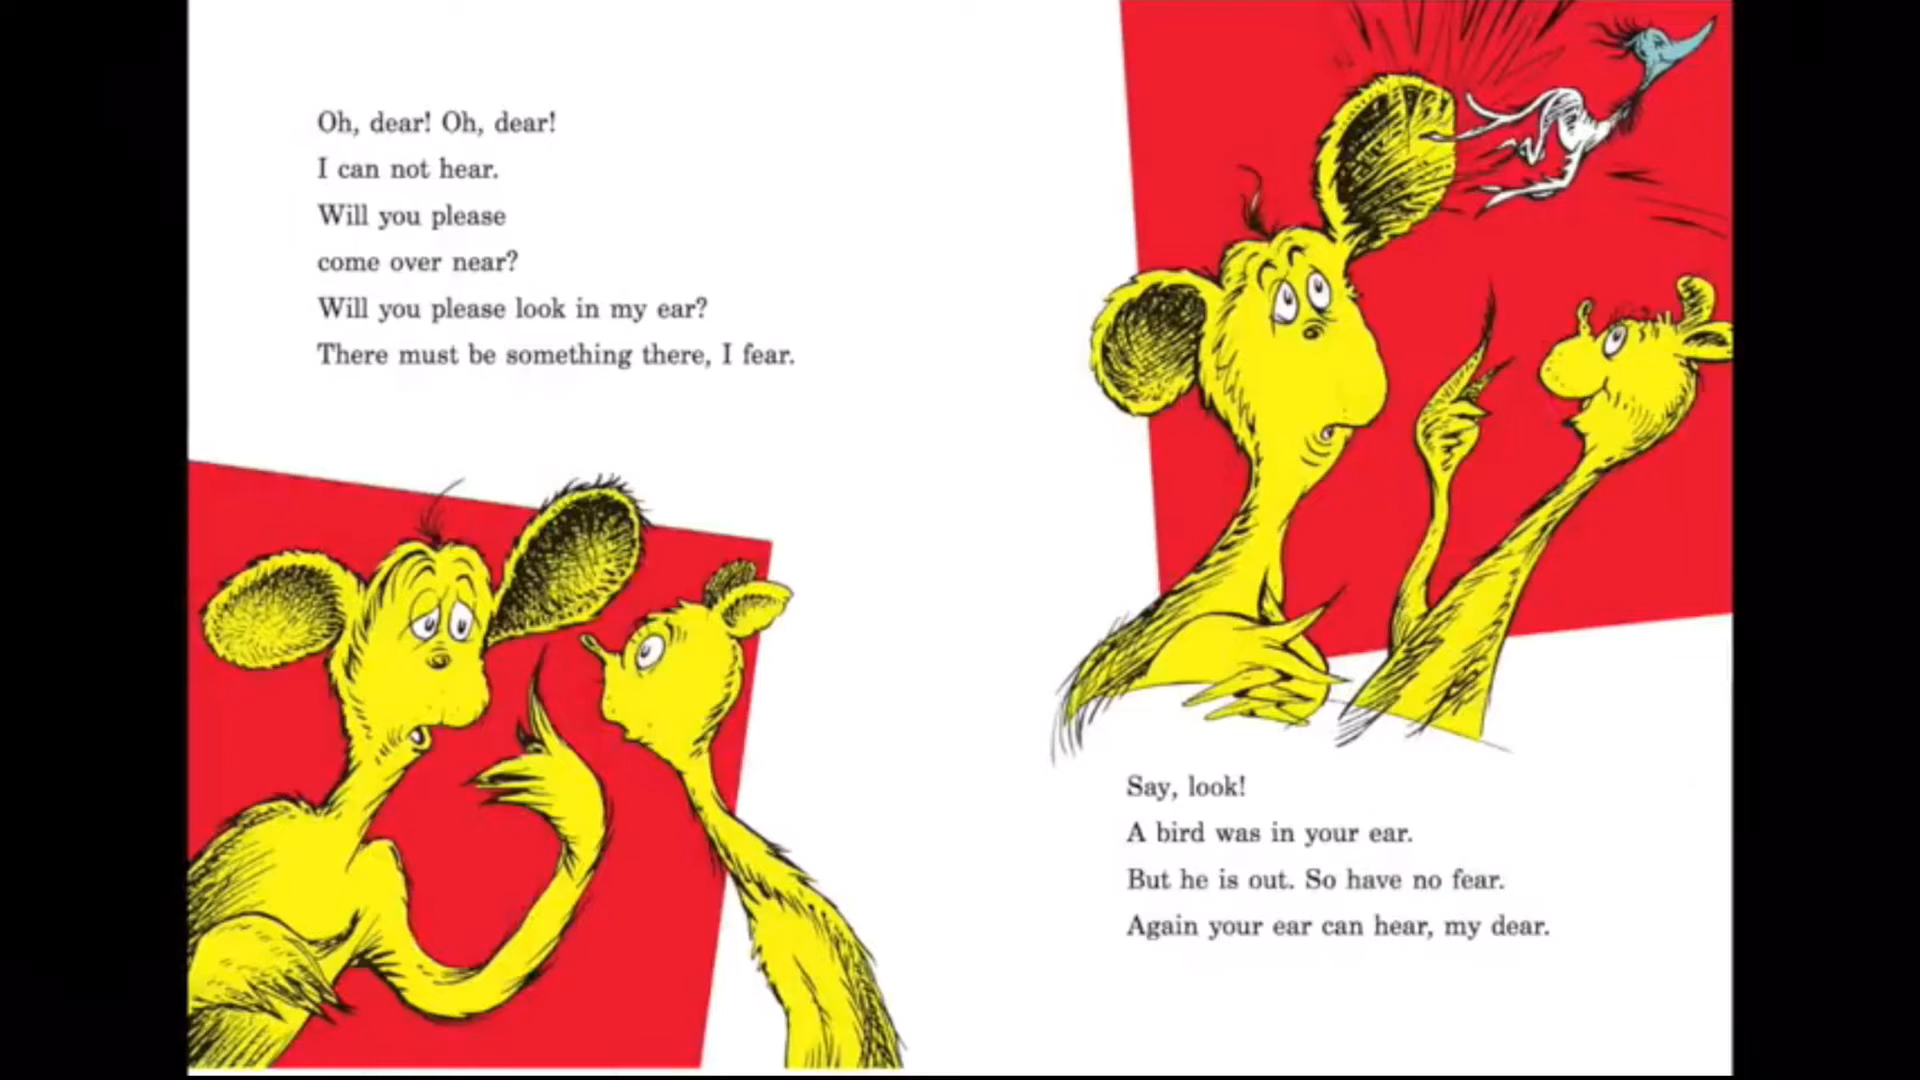 Oh, dear! Oh, dear!
I can not hear.
Will you please
come over near?
Will you please look in my ear?
There must be something there, I fear.
Say, look!
A bird was in your ear.
But he is out. So have no fear.
Again your ear can hear, my dear.